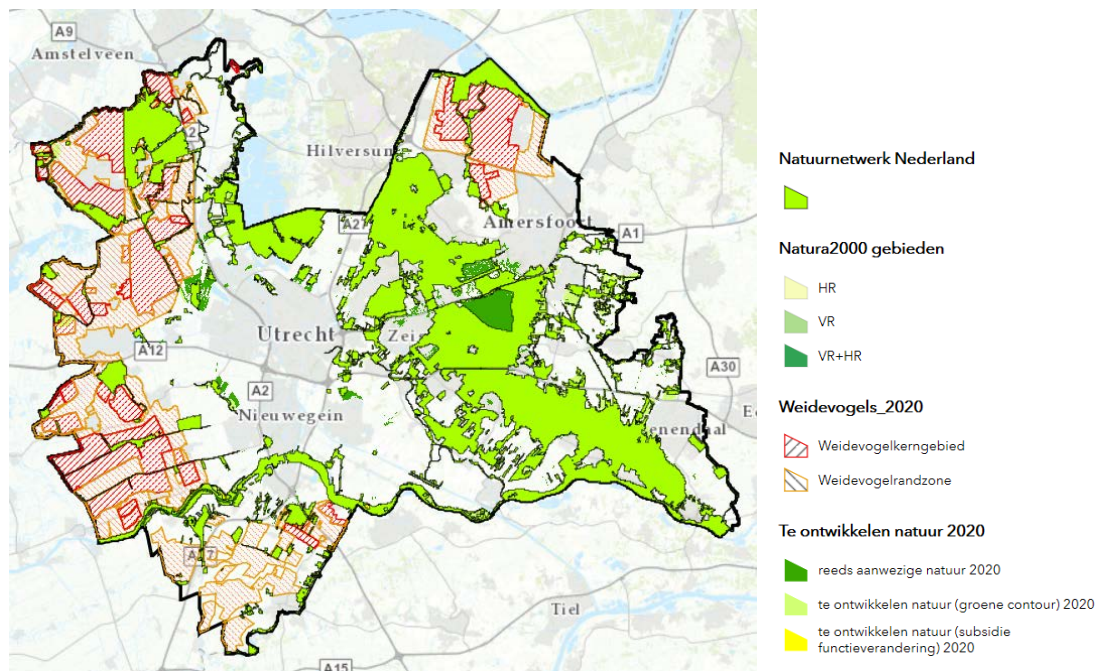 A9
Amstelveen
A2
Hilversum
A27
Amersfoort
A1
Utrecht
Zeis
A12
A2
A30
Nieuwegein
enendaal
Tiel
A15
Natuurnetwerk Nederland
Natura2000 gebieden
HR
VR
VR+HR
Weidevogels_2020
Weidevogelkerngebied
Weidevogelrandzone
Te ontwikkelen natuur 2020
reeds aanwezige natuur 2020
te ontwikkelen natuur (groene contour) 2020
te ontwikkelen natuur (subsidie
functieverandering) 2020